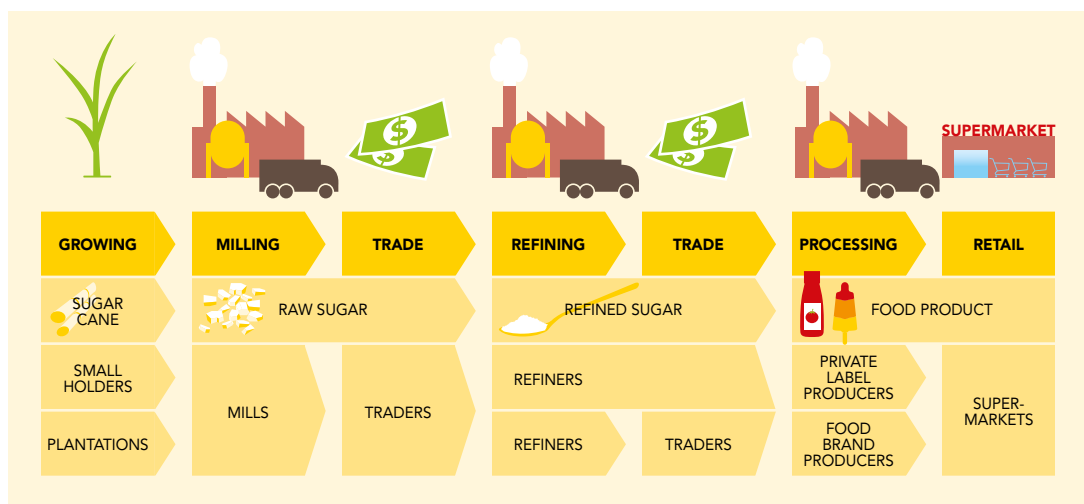 SUPERMARKET
GROWING
MILLING
TRADE
REFINING
TRADE
PROCESSING
RETAIL
SUGAR
CANE
RAW SUGAR
REFINED SUGAR
FOOD PRODUCT
SMALL
HOLDERS
MILLS
TRADERS
REFINERS
PRIVATE
LABEL
PRODUCERS
SUPER-
MARKETS
PLANTATIONS
REFINERS
TRADERS
FOOD
BRAND
PRODUCERS
$
$
$
$